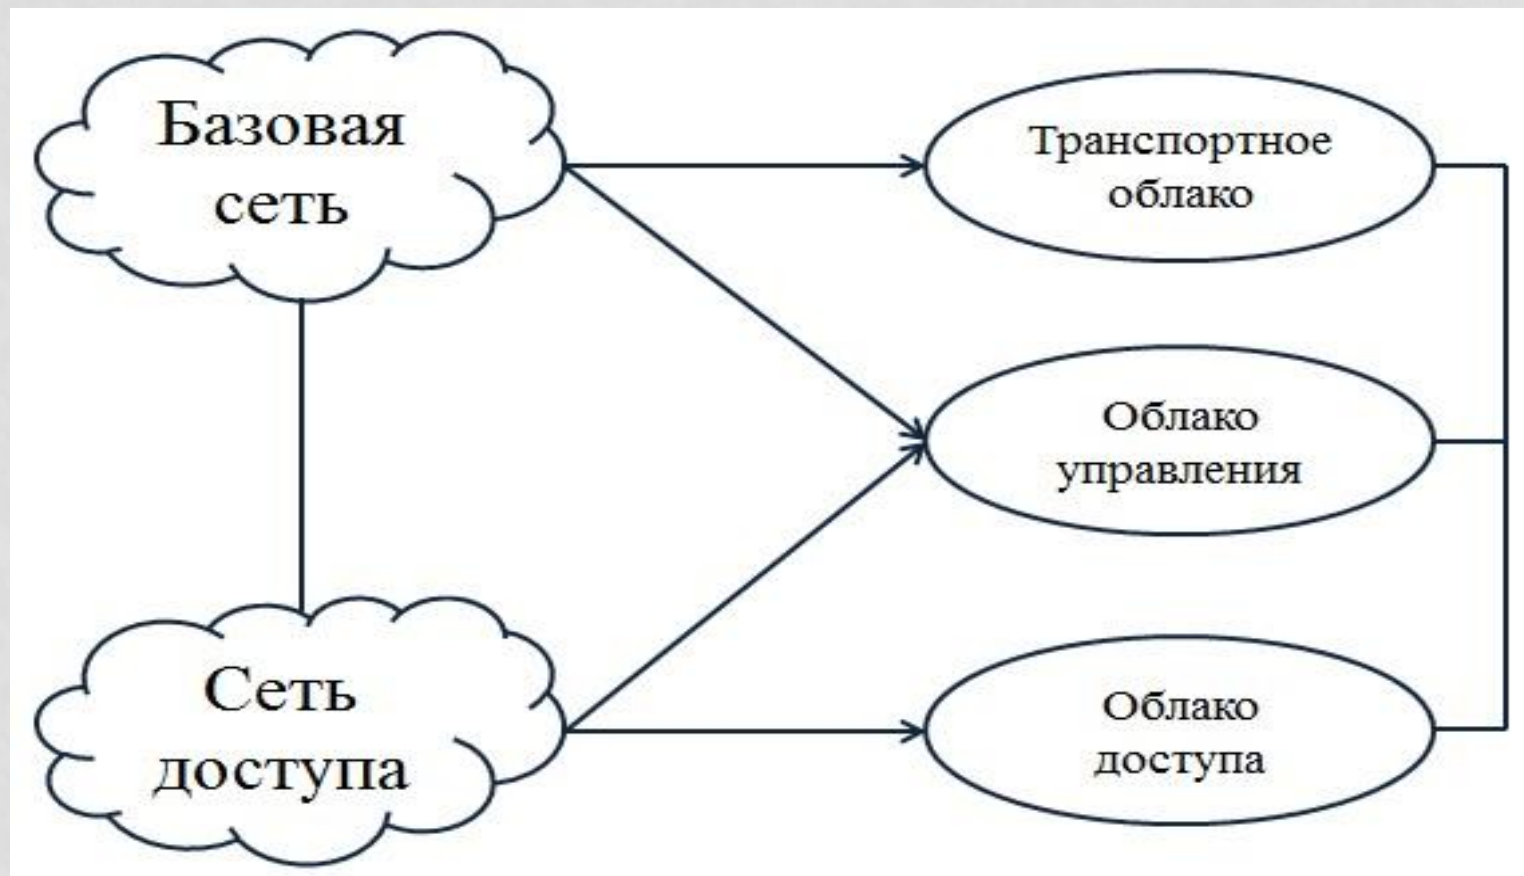 Базовая
сеть
Транспортное
облако
Облако
управления
Сеть
доступа
Облако
доступа